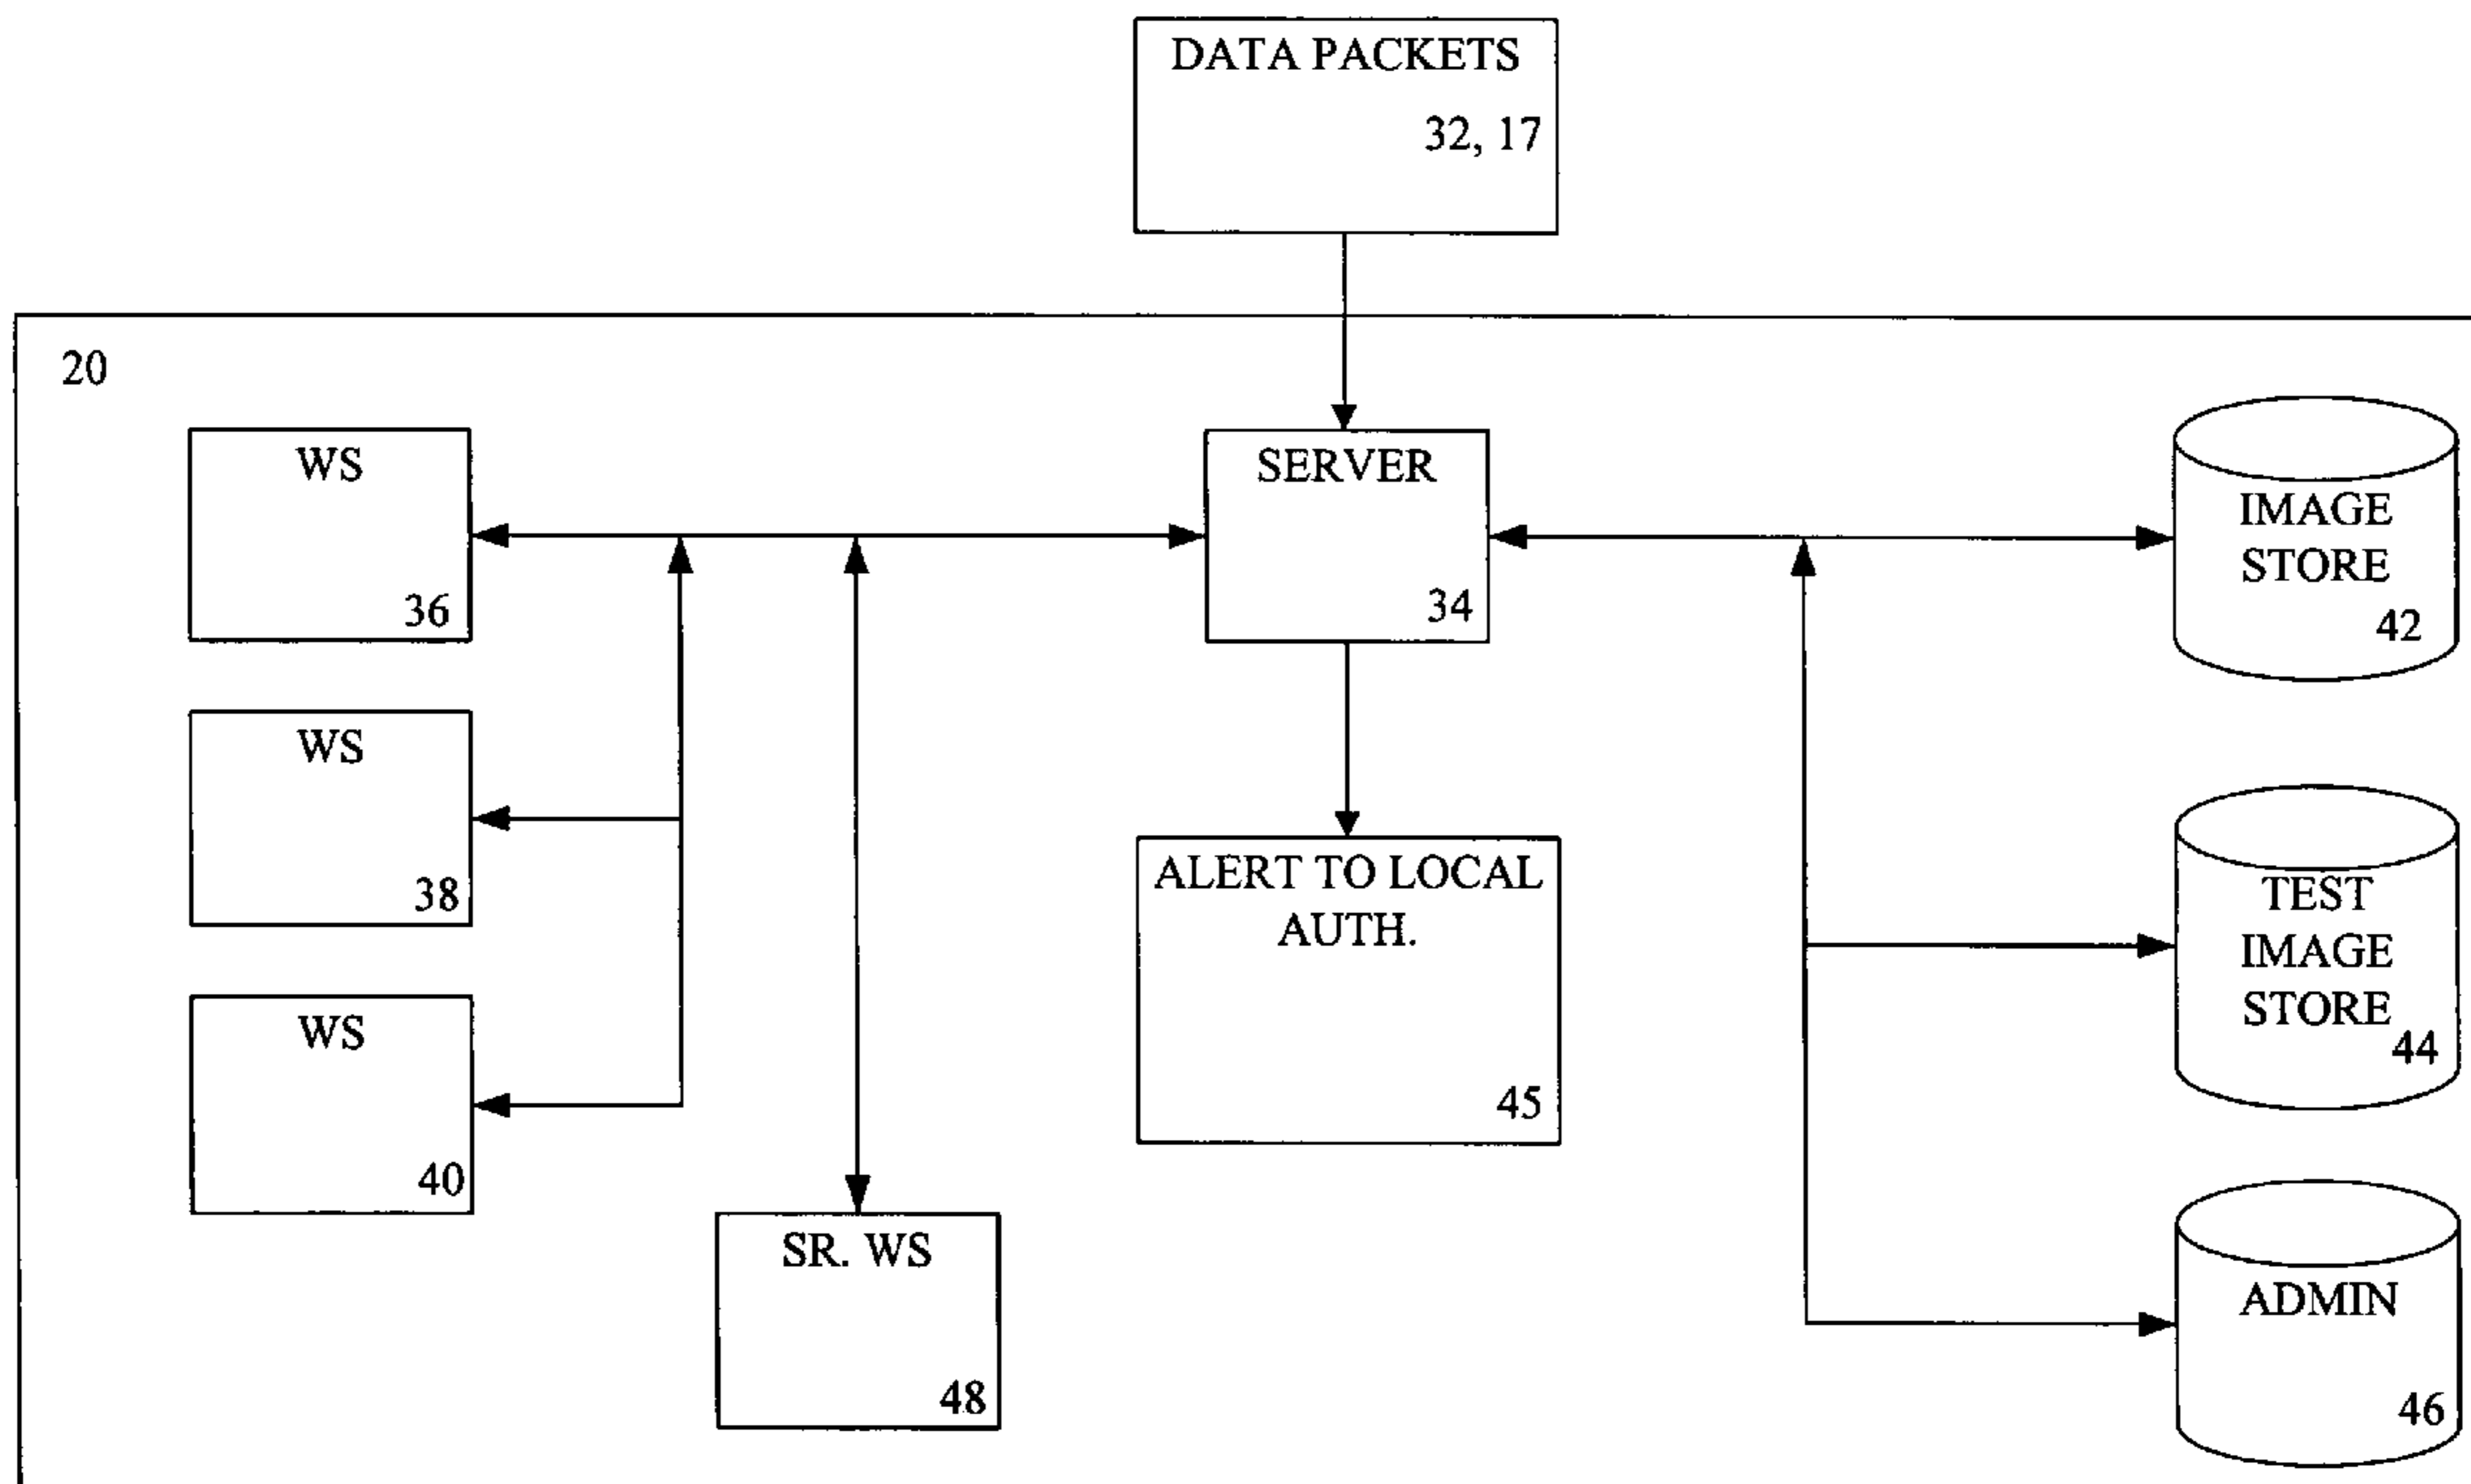 DATA PACKETS
32, 17
20
WS
36
SERVER
34
IMAGE
STORE
42
WS
38
ALERT TO LOCAL
AUTH.
45
TEST
IMAGE
STORE
44
WS
40
SR. WS
48
ADMIN
46